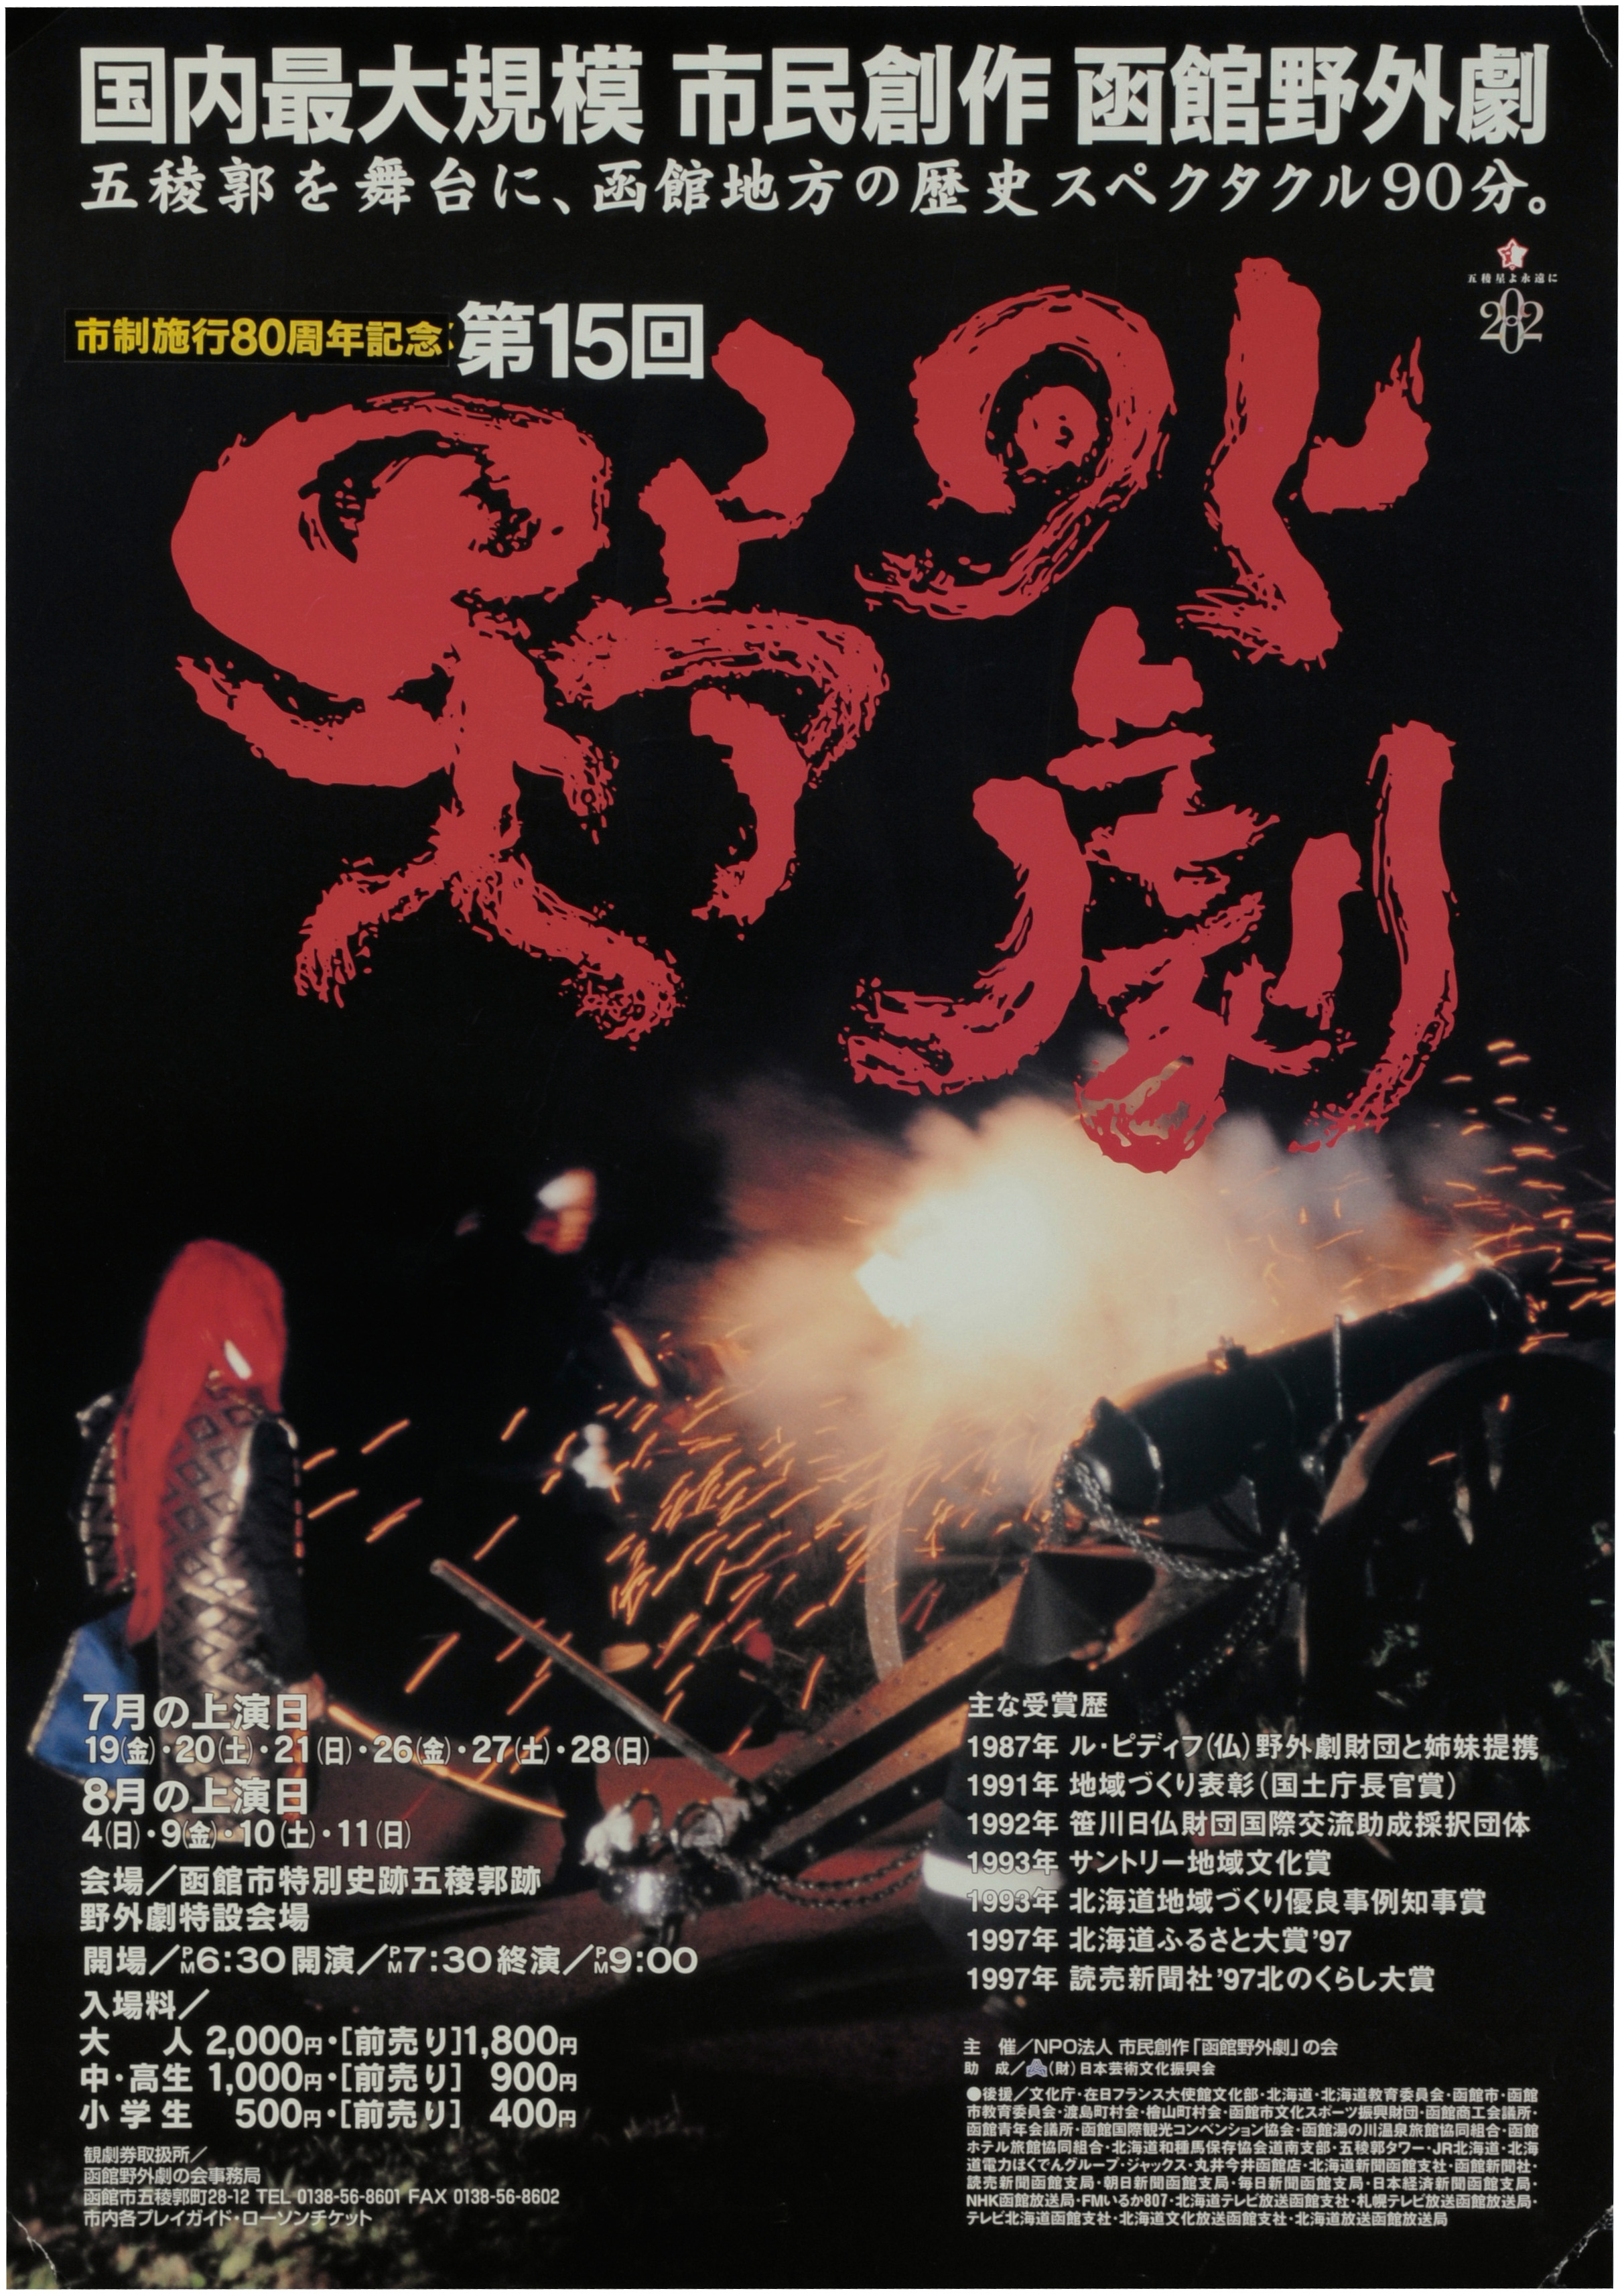 国内最大規模 市民創作 函館野外劇
五稜郭を舞台に、函館地方の歴史スペクタクル90分。
五稜星よ永遠に
2002
市制施行80周年記念
第15回
野外
劇
7月の上演日
19(金)・20(土)・21(日)・26(金)・27(土)・28(日)
8月の上演日
4(日)・9(金)・10(土)・11(日)
会場／函館市特別史跡五稜郭跡
野外劇特設会場
開場／PM6:30 開演／PM7:30 終演／PM9:00
入場料／
大人 2,000円・[前売り]1,800円
中・高生 1,000円・[前売り] 900円
小学生 500円・[前売り] 400円
観劇券取扱所／
函館野外劇の会事務局
函館市五稜郭町28-12 TEL 0138-56-8601 FAX 0138-56-8602
市内各プレイガイド・ローソンチケット
主な受賞歴
1987年 ル・ピディフ(仏)野外劇財団と姉妹提携
1991年 地域づくり表彰(国土庁長官賞)
1992年 笹川日仏財団国際交流助成採択団体
1993年 サントリー地域文化賞
1993年 北海道地域づくり優良事例知事賞
1997年 北海道ふるさと大賞'97
1997年 読売新聞社'97北のくらし大賞
主 催／NPO法人 市民創作「函館野外劇」の会
助 成／(財)日本芸術文化振興会
●後援／文化庁・在日フランス大使館文化部・北海道・北海道教育委員会・函館市・函館
市教育委員会・渡島町村会・檜山町村会・函館市文化スポーツ振興財団・函館商工会議所・
函館青年会議所・函館国際観光コンベンション協会・函館湯の川温泉旅館協同組合・函館
ホテル旅館協同組合・北海道和種馬保存協会道南支部・五稜郭タワー・JR北海道・北海
道電力ほくでんグループ・ジャックス・丸井今井函館店・北海道新聞函館支社・函館新聞社・
読売新聞函館支局・朝日新聞函館支局・毎日新聞函館支局・日本経済新聞函館支局・
NHK函館放送局・FMいるか807・北海道テレビ放送函館支社・札幌テレビ放送函館放送局・
テレビ北海道函館支社・北海道文化放送函館支社・北海道放送函館放送局